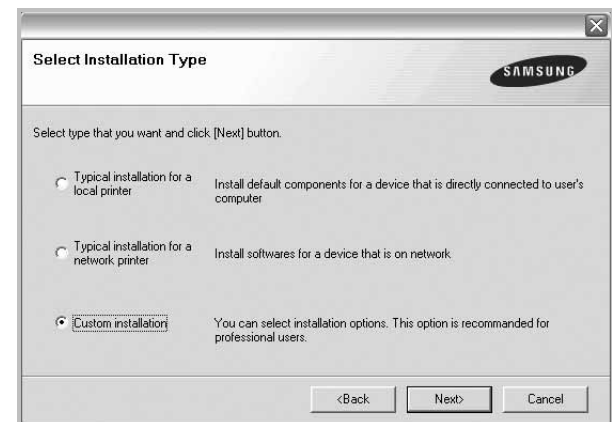 Select Installation Type
SAMSUNG
Select type that you want and click [Next] button.
Typical installation for a
local printer
Install default components for a device that is directly connected to user's
computer
Typical installation for a
network printer
Install softwares for a device that is on network
Custom installation
You can select installation options. This option is recommanded for
professional users.
<Back
Next>
Cancel